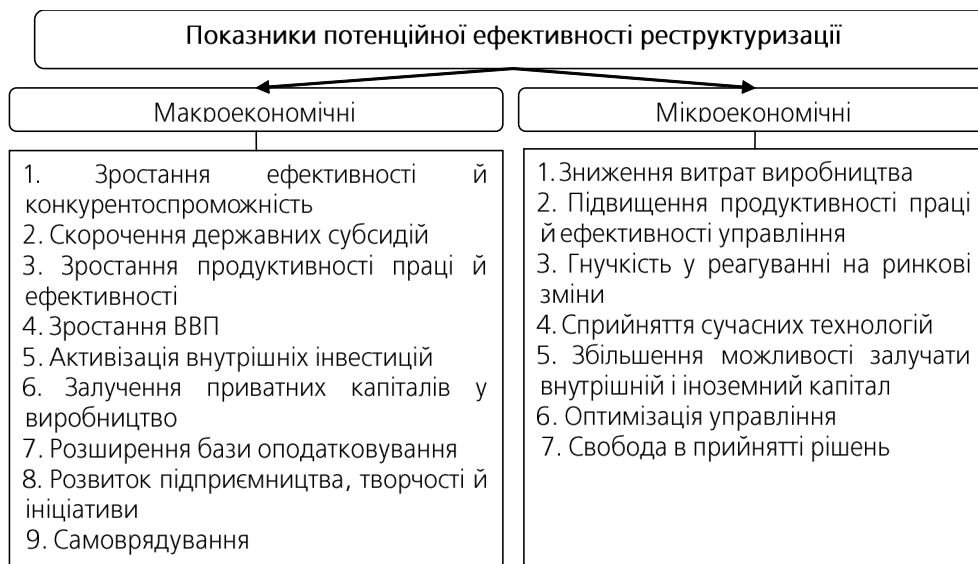 Показники потенційної ефективності реструктуризації
Макроекономічні
1. Зростання ефективності й
конкурентоспроможність
2. Скорочення державних субсидій
3. Зростання продуктивності праці й
ефективності
4. Зростання ВВП
5. Активізація внутрішніх інвестицій
6. Залучення приватних капіталів у
виробництво
7. Розширення бази оподатковування
8. Розвиток підприємництва, творчості й
ініціативи
9. Самоврядування
Мікроекономічні
1. Зниження витрат виробництва
2. Підвищення продуктивності праці
й ефективності управління
3. Гнучкість у реагуванні на ринкові
зміни
4. Сприйняття сучасних технологій
5. Збільшення можливості залучати
внутрішній і іноземний капітал
6. Оптимізація управління
7. Свобода в прийнятті рішень